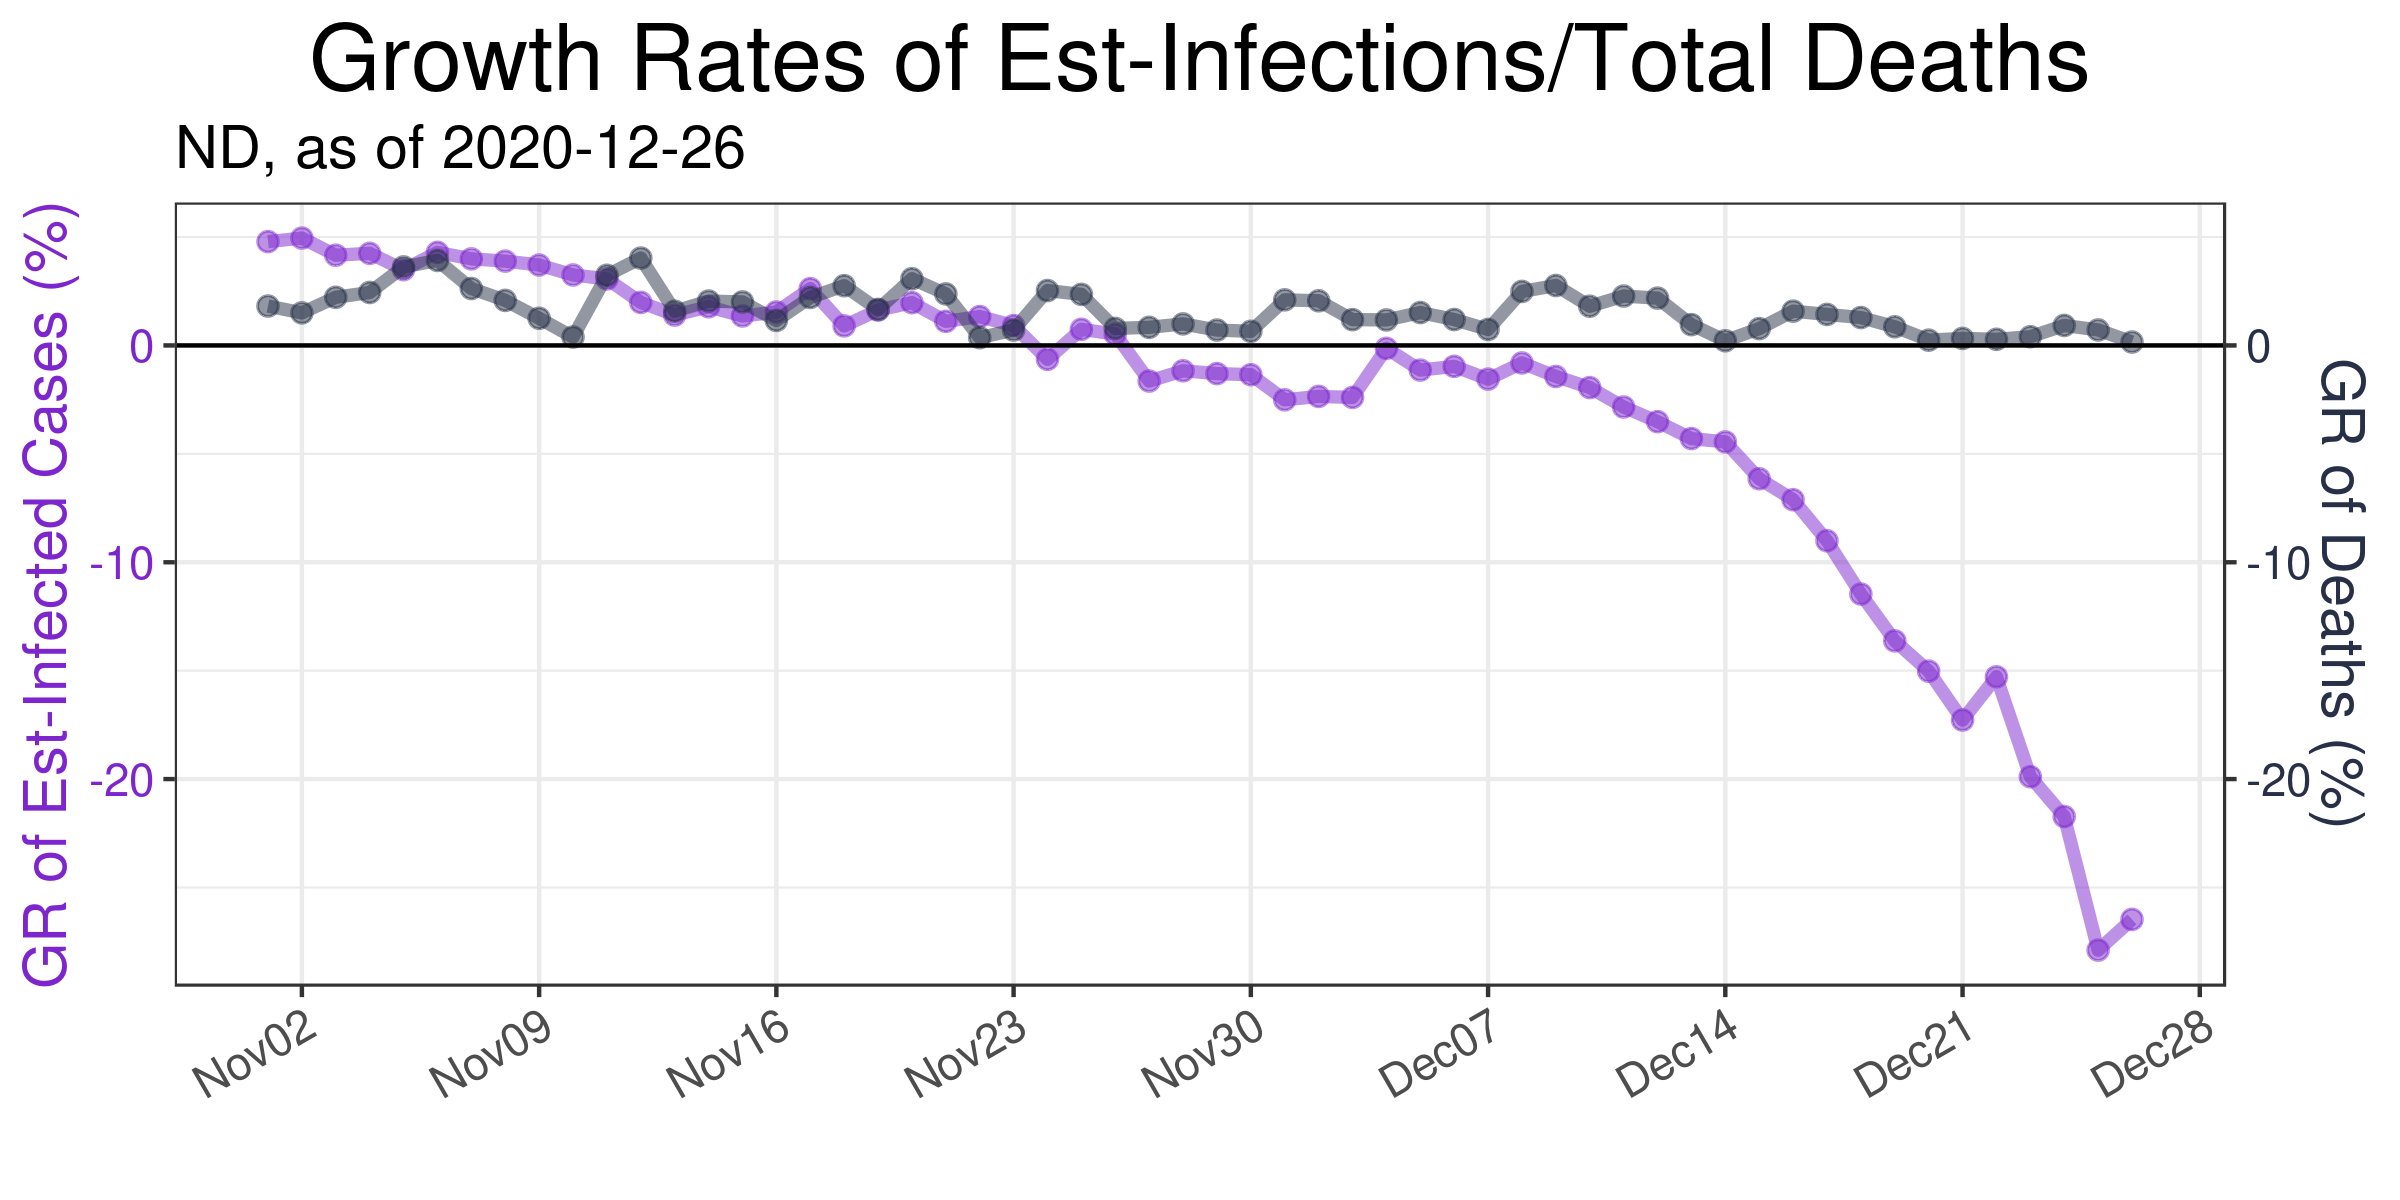 Growth Rates of Est-Infections/Total Deaths
ND, as of 2020-12-26
GR of Est-Infected Cases (%)
0
-10
-20
0
-10
-20
GR of Deaths (%)
Nov02
Nov09
Nov16
Nov23
Nov30
Dec07
Dec14
Dec21
Dec28